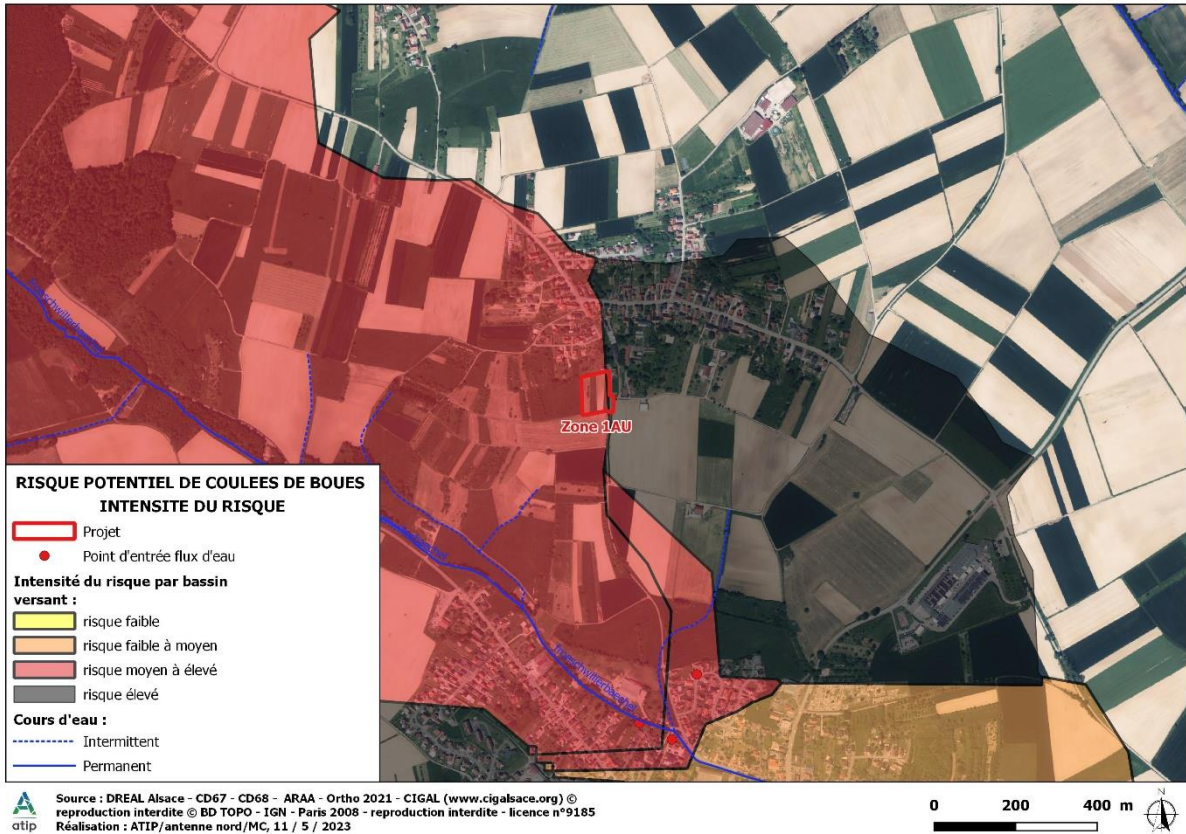 Trueschwillerbaechel
Zone 1AU
Trueschwillerbaechel
RISQUE POTENTIEL DE COULEES DE BOUES
INTENSITE DU RISQUE
Projet
Point d'entrée flux d'eau
Intensité du risque par bassin
versant :
risque faible
risque faible à moyen
risque moyen à élevé
risque élevé
Cours d'eau :
Intermittent
Permanent
atip
Source : DREAL Alsace - CD67 - CD68 - ARAA - Ortho 2021 - CIGAL (www.cigalsace.org) ©
reproduction interdite © BD TOPO - IGN - Paris 2008 - reproduction interdite - licence n°9185
Réalisation : ATIP/antenne nord/MC, 11 / 5 / 2023
0 200 400 m
N